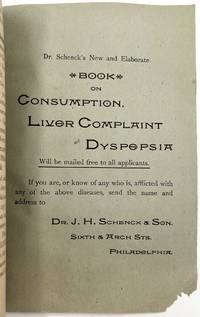 Dr. Schenck's New and Elaborate
BOOK
ON
CONSUMPTION,
LIVER COMPLAINT
and DYSPEPSIA
Will be mailed free to all applicants.
If you are, or know of any who is, afflicted with
any of the above diseases, send the name and
address to
DR. J. H. SCHENCK & SON,
SIXTH & ARCH STS.
PHILADELPHIA.